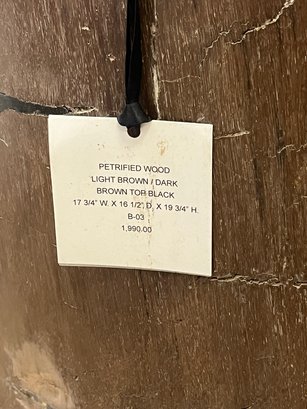 PETRIFIED WOOD
LIGHT BROWN / DARK
BROWN TOP BLACK
17 3/4" W. X 16 1/2" D. X 19 3/4" H.
B-03
1,990.00